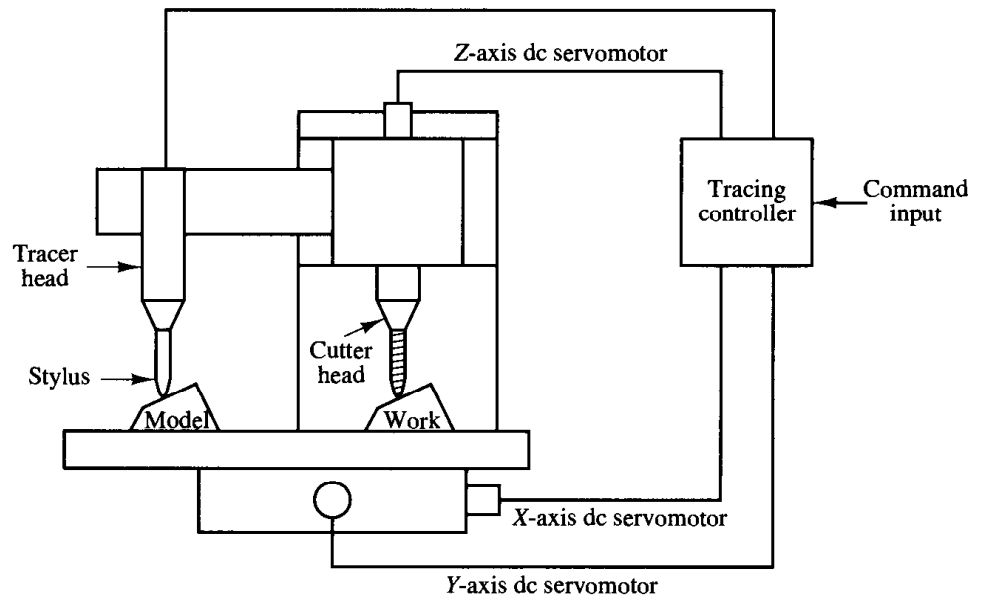 Z-axis dc servomotor
Tracing
controller
Command
input
Tracer
head
Cutter
head
Stylus
Model
Work
X-axis dc servomotor
Y-axis dc servomotor